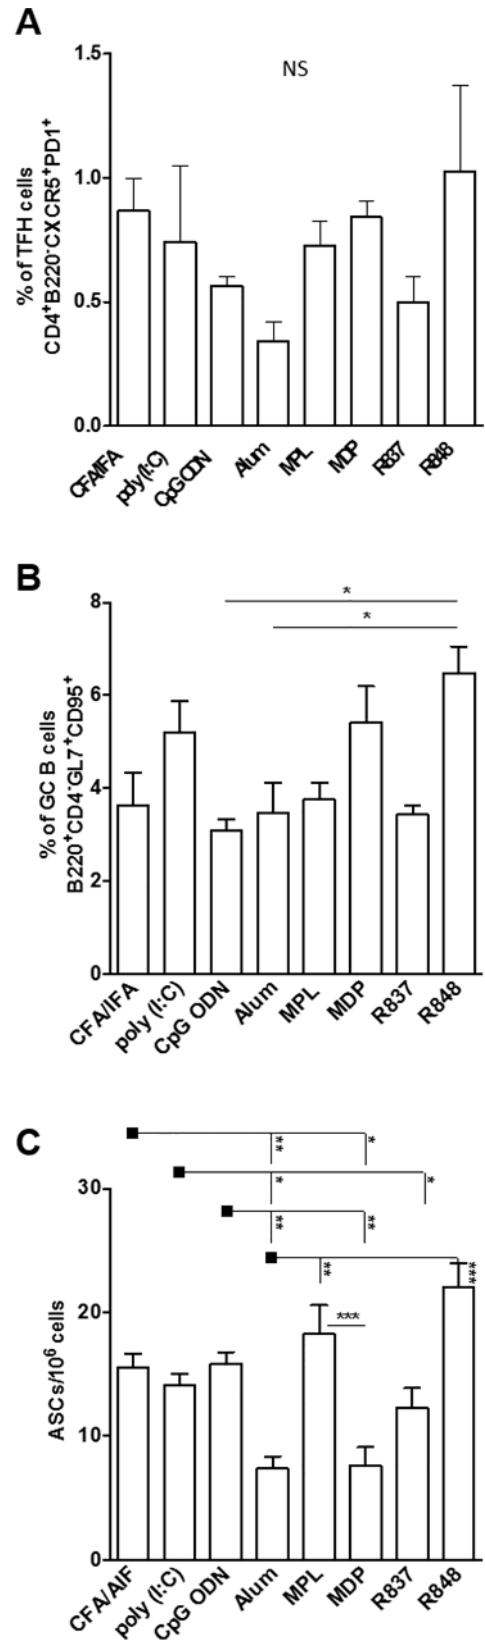 A
% of TFH cells
CD4⁺B220⁻CXCR5⁺PD1⁺
1.5
1.0
0.5
0.0
NS
CFA/IFA
poly(I:C)
CpG ODN
Alum
MPL
MDP
R837
R848
B
% of GC B cells
B220⁺CD4⁻GL7⁺CD95⁺
8
6
4
2
0
*
*
CFA/IFA
poly (I:C)
CpG ODN
Alum
MPL
MDP
R837
R848
C
ASCs/10⁶ cells
30
20
10
0
**
*
*
*
**
**
**
***
***
CFA/AIF
poly (I:C)
CpG ODN
Alum
MPL
MDP
R837
R848